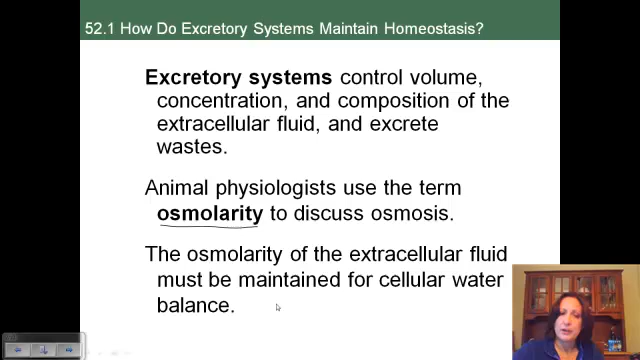 52.1 How Do Excretory Systems Maintain Homeostasis?
Excretory systems control volume,
concentration, and composition of the
extracellular fluid, and excrete
wastes.
Animal physiologists use the term
osmolarity to discuss osmosis.
The osmolarity of the extracellular fluid
must be maintained for cellular water
balance.